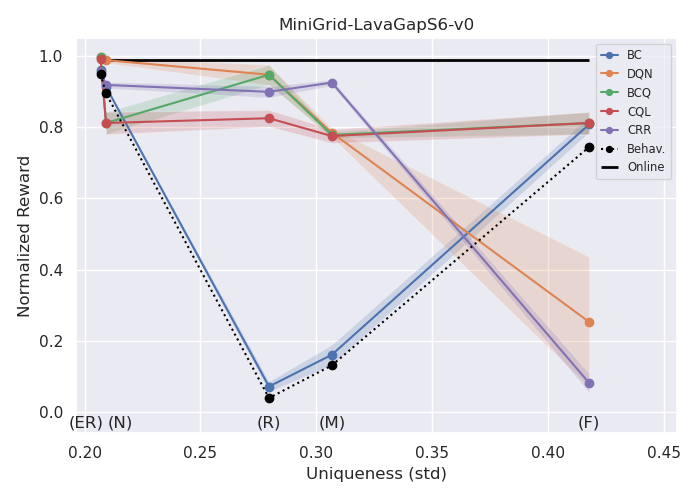 MiniGrid-LavaGapS6-v0
Normalized Reward
1.0
0.8
0.6
0.4
0.2
0.0
BC
DQN
BCQ
CQL
CRR
Behav.
Online
(ER) (N) (R) (M) (F)
0.20 0.25 0.30 0.35 0.40 0.45
Uniqueness (std)